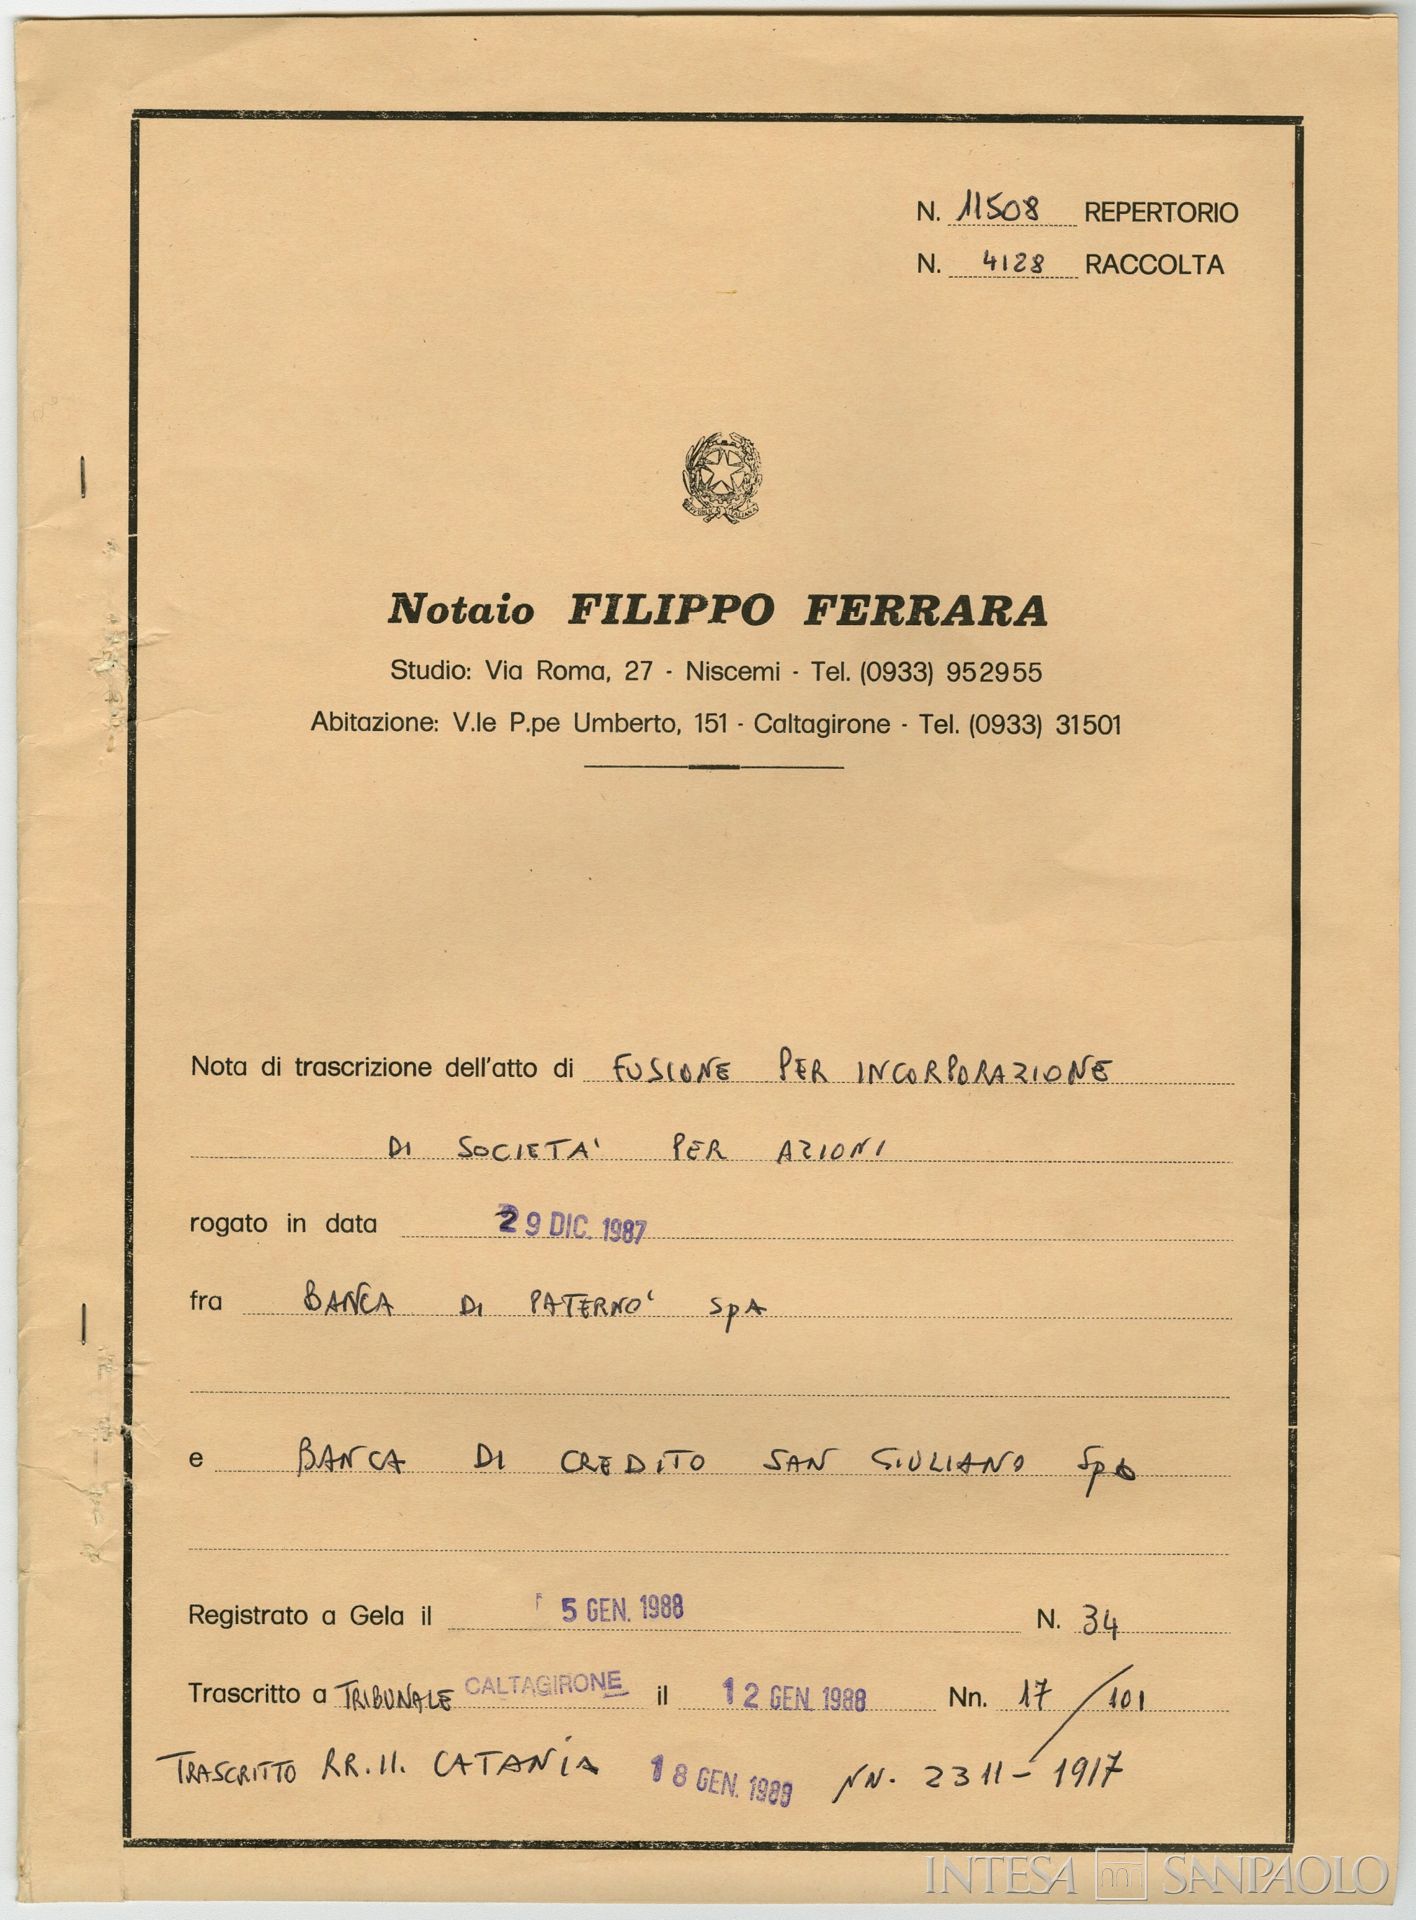 N. 11508 REPERTORIO
N. 4128 RACCOLTA
REPVBBLICA ITALIANA
Notaio FILIPPO FERRARA
Studio: Via Roma, 27 - Niscemi - Tel. (0933) 952955
Abitazione: V.le P.pe Umberto, 151 - Caltagirone - Tel. (0933) 31501
Nota di trascrizione dell'atto di FUSIONE PER INCORPORAZIONE
DI SOCIETA' PER AZIONI
rogato in data 29 DIC. 1987
fra BANCA DI PATERNO' SpA
e BANCA DI CREDITO SAN GIULIANO SpA
Registrato a Gela il 5 GEN. 1988 N. 34
Trascritto a TRIBUNALE CALTAGIRONE il 12 GEN. 1988 Nn. 17/101
TRASCRITTO RR.II. CATANIA 18 GEN. 1988 NN. 2311-1917
INTESA SANPAOLO